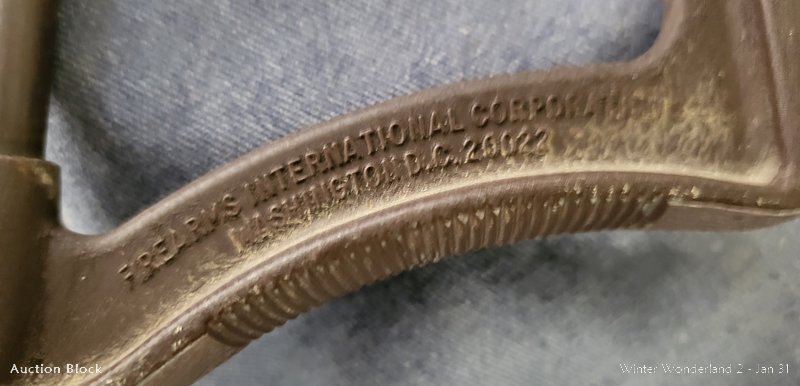 FIREARMS INTERNATIONAL CORPORATION
WASHINGTON D.C. 20022
Auction Block
Winter Wonderland 2 - Jan 31